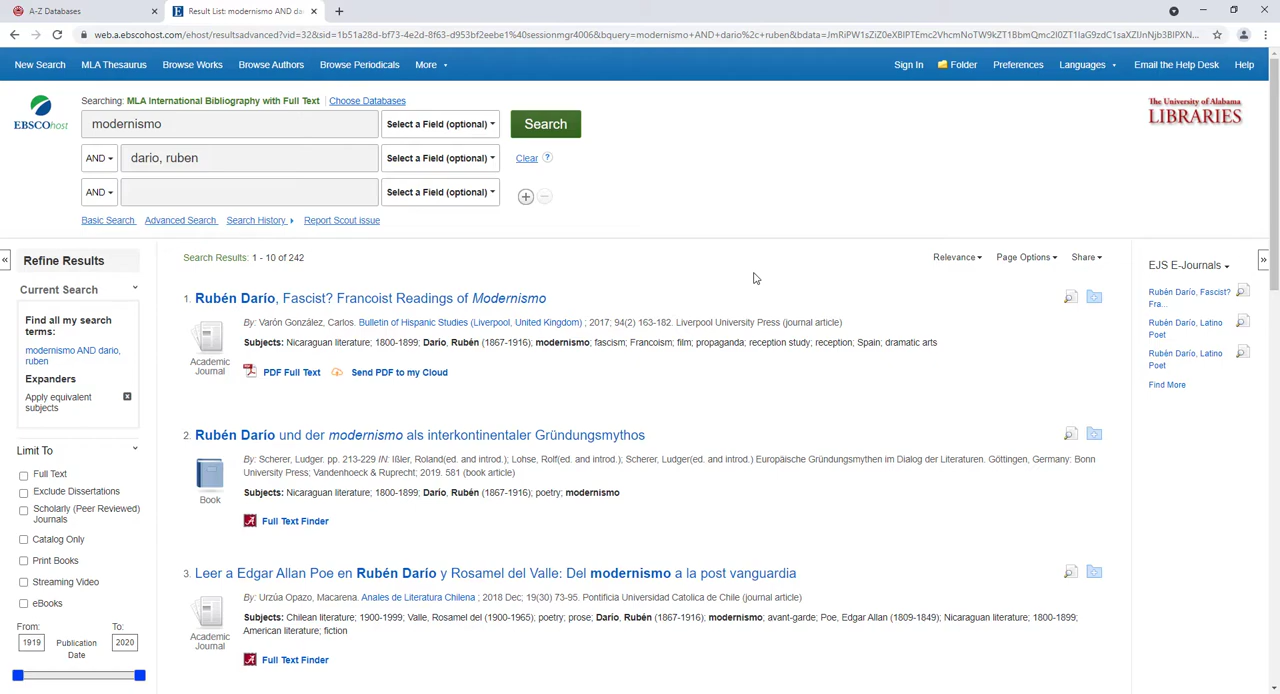 A-Z Databases
Result List: modernismo AND da
web.a.ebscohost.com/ehost/resultsadvanced?vid=32&sid=1b51a28d-bf73-4e2d-8f63-d953bf2eebe1%40sessionmgr4006&bquery=modernismo+AND+dario%2c+ruben&bdata=JmRiPW1sZiZ0eXBlPTEmc2VhcmNoTW9kZT1BbmQmc2l0ZT1laG9zdC1saXZlJnNjb3BlPXN...
New Search
MLA Thesaurus
Browse Works
Browse Authors
Browse Periodicals
More
Sign In
Folder
Preferences
Languages
Email the Help Desk
Help
EBSCOhost
Searching: MLA International Bibliography with Full Text
Choose Databases
The University of Alabama
LIBRARIES
modernismo
Select a Field (optional)
Search
AND
dario, ruben
Select a Field (optional)
Clear ?
AND
Select a Field (optional)
Basic Search
Advanced Search
Search History
Report Scout issue
Refine Results
Current Search
Find all my search
terms:
modernismo AND dario,
ruben
Expanders
Apply equivalent
subjects
Limit To
Full Text
Exclude Dissertations
Scholarly (Peer Reviewed)
Journals
Catalog Only
Print Books
Streaming Video
eBooks
From:
To:
1919
Publication
Date
2020
Search Results: 1 - 10 of 242
Relevance
Page Options
Share
1. Rubén Darío, Fascist? Francoist Readings of Modernismo
By: Varón González, Carlos. Bulletin of Hispanic Studies (Liverpool, United Kingdom) ; 2017; 94(2) 163-182. Liverpool University Press (journal article)
Subjects: Nicaraguan literature; 1800-1899; Darío, Rubén (1867-1916); modernismo; fascism; Francoism; film; propaganda; reception study; reception; Spain; dramatic arts
Academic
Journal
PDF Full Text
Send PDF to my Cloud
2. Rubén Darío und der modernismo als interkontinentaler Gründungsmythos
By: Scherer, Ludger. pp. 213-229 IN: Ißler, Roland(ed. and introd.); Lohse, Rolf(ed. and introd.); Scherer, Ludger(ed. and introd.) Europäische Gründungsmythen im Dialog der Literaturen. Göttingen, Germany: Bonn
University Press; Vandenhoeck & Ruprecht; 2019. 581 (book article)
Subjects: Nicaraguan literature; 1800-1899; Darío, Rubén (1867-1916); poetry; modernismo
Book
Full Text Finder
3. Leer a Edgar Allan Poe en Rubén Darío y Rosamel del Valle: Del modernismo a la post vanguardia
By: Urzúa Opazo, Macarena. Anales de Literatura Chilena ; 2018 Dec; 19(30) 73-95. Pontificia Universidad Catolica de Chile (journal article)
Subjects: Chilean literature; 1900-1999; Valle, Rosamel del (1900-1965); poetry; prose; Darío, Rubén (1867-1916); modernismo; avant-garde; Poe, Edgar Allan (1809-1849); Nicaraguan literature; 1800-1899;
American literature; fiction
Academic
Journal
Full Text Finder
EJS E-Journals
Rubén Darío, Fascist?
Fra...
Rubén Darío, Latino
Poet
Rubén Darío, Latino
Poet
Find More